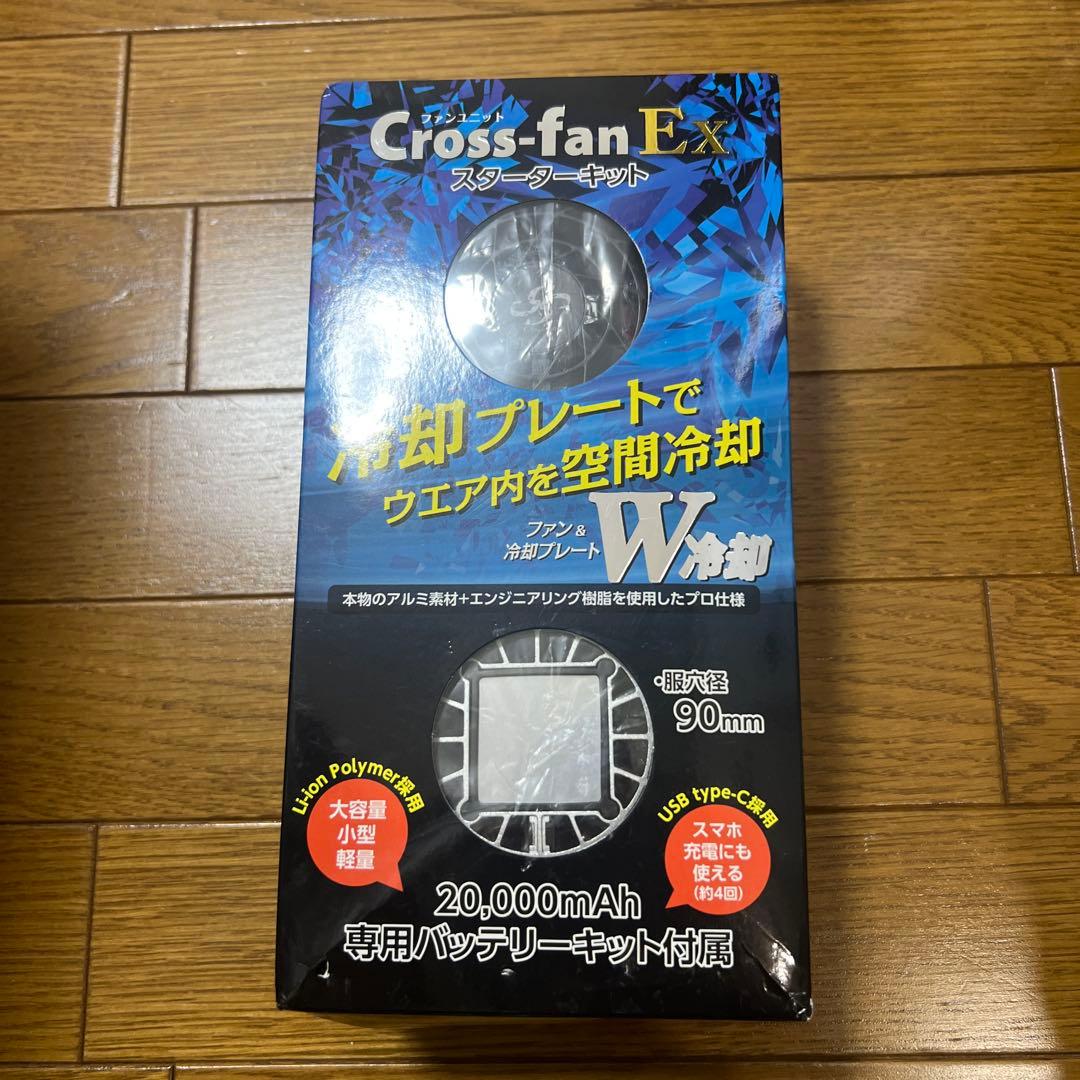 ファンユニット
Cross-fan Ex
スターターキット
冷却プレートで
ウエア内を空間冷却
ファン&
冷却プレート
W冷却
本物のアルミ素材+エンジニアリング樹脂を使用したプロ仕様
・服穴径
90mm
Li-ion Polymer採用
大容量
小型
軽量
USB type-C採用
スマホ
充電にも
使える
(約4回)
20,000mAh
専用バッテリーキット付属